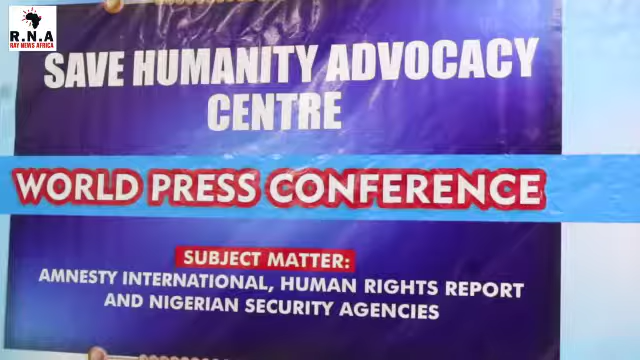 R.N.A
RAY NEWS AFRICA
SAVE HUMANITY ADVOCACY
CENTRE
WORLD PRESS CONFERENCE
SUBJECT MATTER:
AMNESTY INTERNATIONAL, HUMAN RIGHTS REPORT
AND NIGERIAN SECURITY AGENCIES